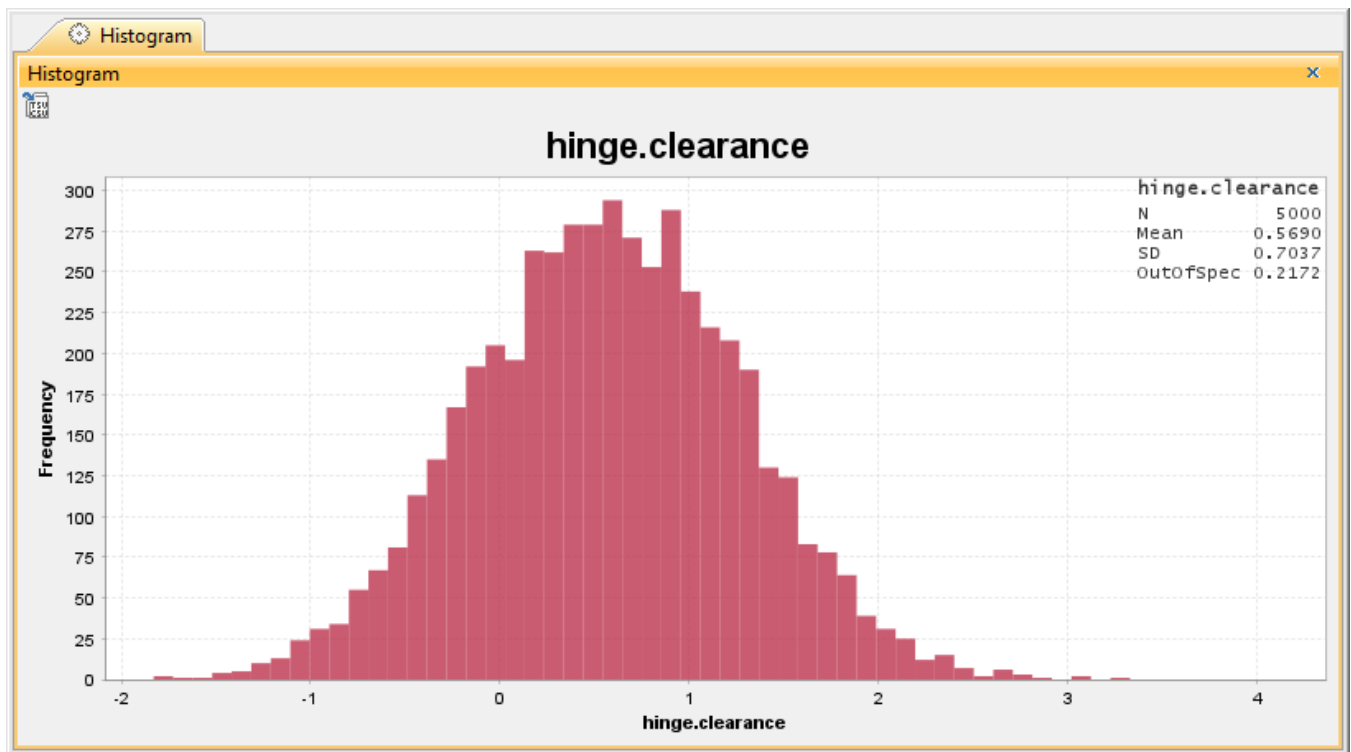 Histogram
Histogram
TSV
CSV
hinge.clearance
hinge.clearance
N 5000
Mean 0.5690
SD 0.7037
OutOfSpec 0.2172
Frequency
300
275
250
225
200
175
150
125
100
75
50
25
0
-2 -1 0 1 2 3 4
hinge.clearance